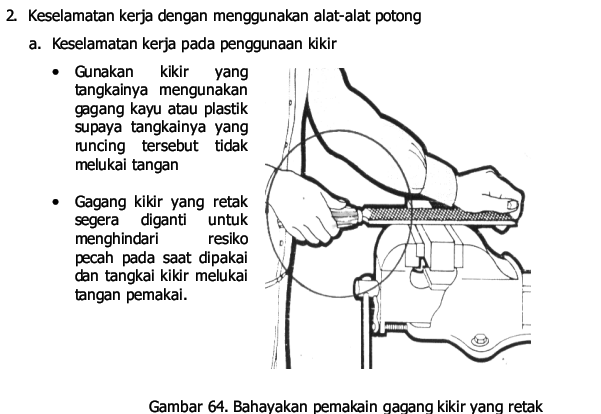 2. Keselamatan kerja dengan menggunakan alat-alat potong
a. Keselamatan kerja pada penggunaan kikir
• Gunakan kikir yang
tangkainya mengunakan
gagang kayu atau plastik
supaya tangkainya yang
runcing tersebut tidak
melukai tangan
• Gagang kikir yang retak
segera diganti untuk
menghindari resiko
pecah pada saat dipakai
dan tangkai kikir melukai
tangan pemakai.
Gambar 64. Bahayakan pemakain gagang kikir yang retak